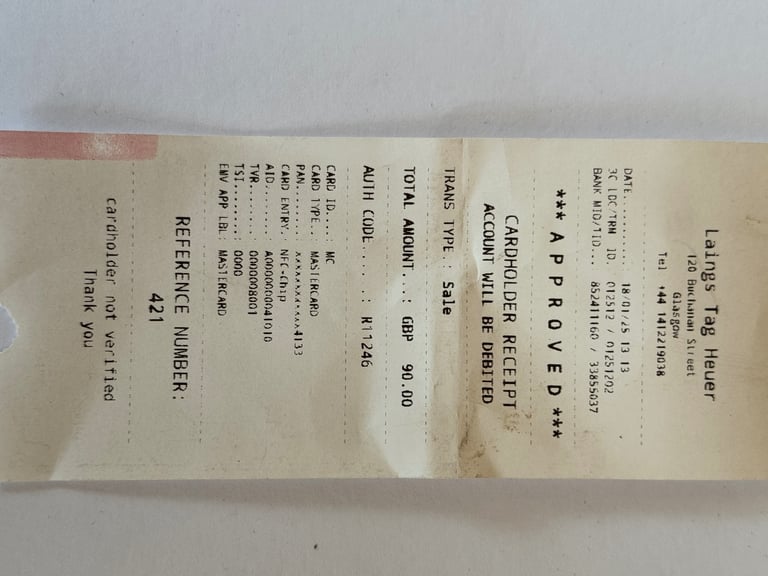 Laings Tag Heuer
120 Buchanan Street
Glasgow
Tel +44 1412219038
DATE........... 18/01/25 13 13
3C LOC/TRM ID. 012512 / 01251202
BANK MID/TID... 852411160 / 33855037
*** A P P R O V E D ***
CARDHOLDER RECEIPT
ACCOUNT WILL BE DEBITED
TRANS TYPE.: Sale
TOTAL AMOUNT...: GBP 90.00
AUTH CODE.....: R11246
CARD ID....: MC
CARD TYPE..: MASTERCARD
PAN........: xxxxxxxxxxxx4133
CARD ENTRY.: NFC-Chip
AID........: A0000000041010
TVR........: 0000008001
TSI........: 0000
EMV APP LBL: MASTERCARD
REFERENCE NUMBER:
421
cardholder not verified
Thank you